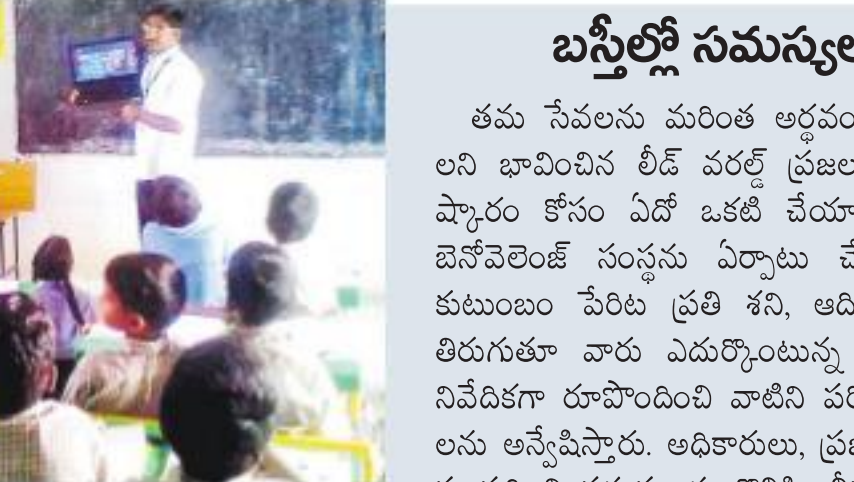 బస్తీల్లో సమస్యల
తమ సేవలను మరింత అర్థవం
లని భావించిన లీడ్ వరల్డ్ ప్రజల
ష్కారం కోసం ఏదో ఒకటి చేయా
బెనోవెలెంజ్ సంస్థను ఏర్పాటు చే
కుటుంబం పేరిట ప్రతి శని, ఆది
తిరుగుతూ వారు ఎదుర్కొంటున్న
నివేదికగా రూపొందించి వాటిని పరి
లను అన్వేషిస్తారు. అధికారులు, ప్రజ